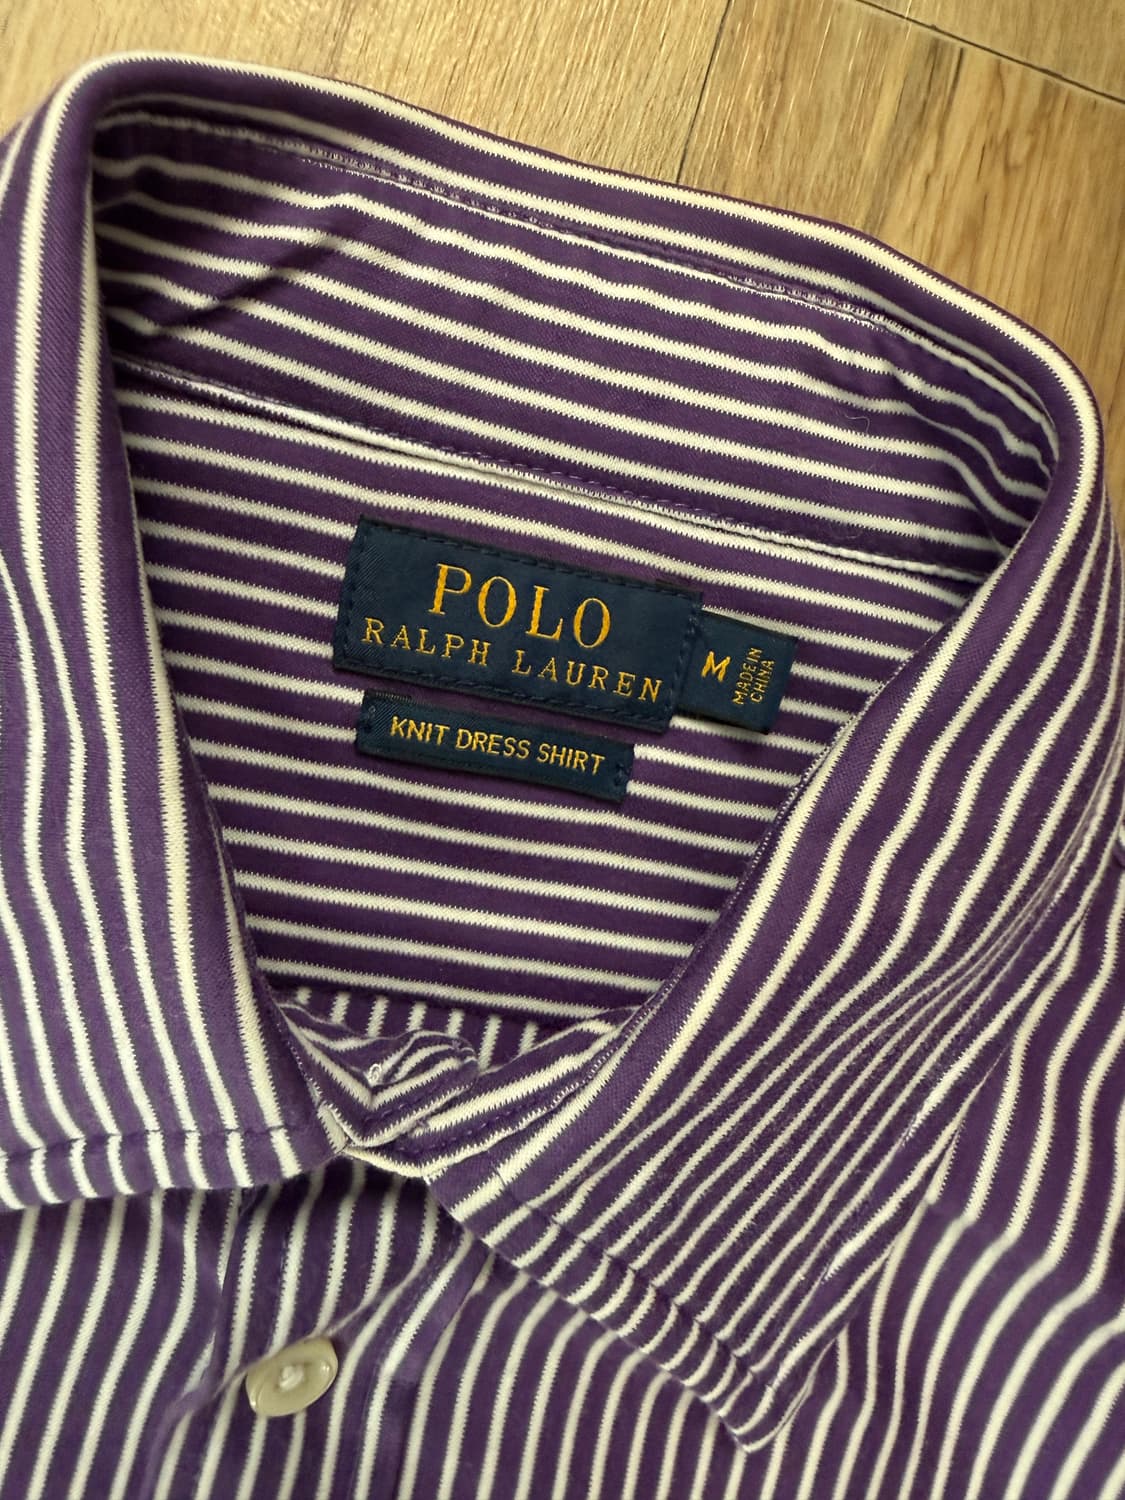 POLO
RALPH LAUREN
M
MADE IN
CHINA
KNIT DRESS SHIRT